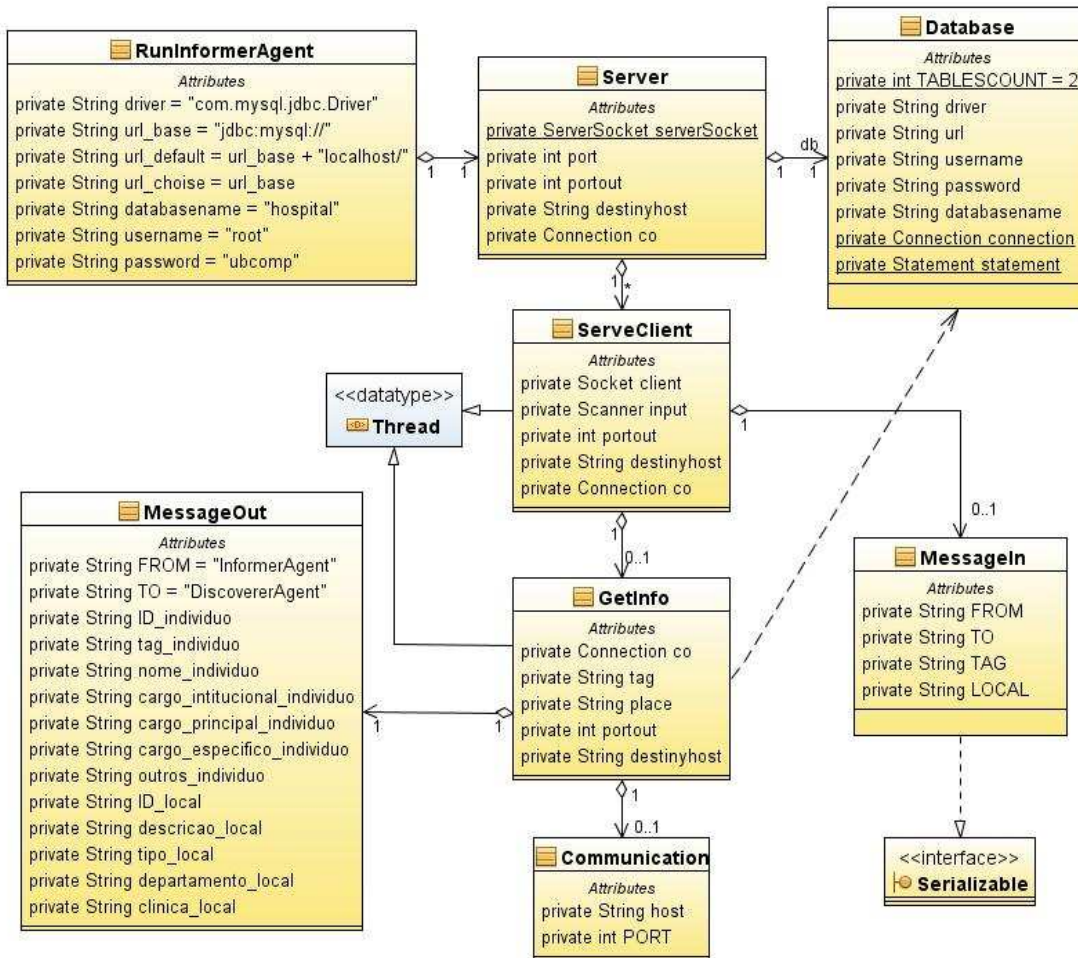 RunInformerAgent
Attributes
private String driver = "com.mysql.jdbc.Driver"
private String url_base = "jdbc:mysql://"
private String url_default = url_base + "localhost/"
private String url_choise = url_base
private String databasename = "hospital"
private String username = "root"
private String password = "ubcomp"
1
1
Server
Attributes
private ServerSocket serverSocket
private int port
private int portout
private String destinyhost
private Connection co
1
db
1
Database
Attributes
private int TABLESCOUNT = 2
private String driver
private String url
private String username
private String password
private String databasename
private Connection connection
private Statement statement
1
*
ServeClient
Attributes
private Socket client
private Scanner input
private int portout
private String destinyhost
private Connection co
<<datatype>>
Thread
1
0..1
1
0..1
MessageOut
Attributes
private String FROM = "InformerAgent"
private String TO = "DiscovererAgent"
private String ID_individuo
private String tag_individuo
private String nome_individuo
private String cargo_intitucional_individuo
private String cargo_principal_individuo
private String cargo_especifico_individuo
private String outros_individuo
private String ID_local
private String descricao_local
private String tipo_local
private String departamento_local
private String clinica_local
1
1
GetInfo
Attributes
private Connection co
private String tag
private String place
private int portout
private String destinyhost
MessageIn
Attributes
private String FROM
private String TO
private String TAG
private String LOCAL
1
0..1
Communication
Attributes
private String host
private int PORT
<<interface>>
Serializable